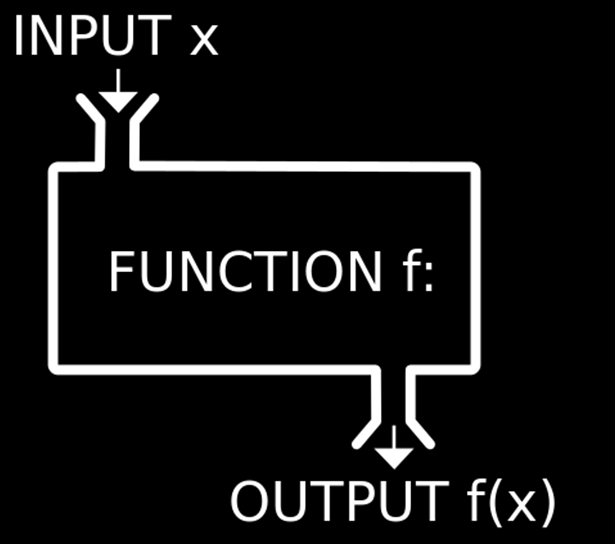 INPUT x
FUNCTION f:
OUTPUT f(x)